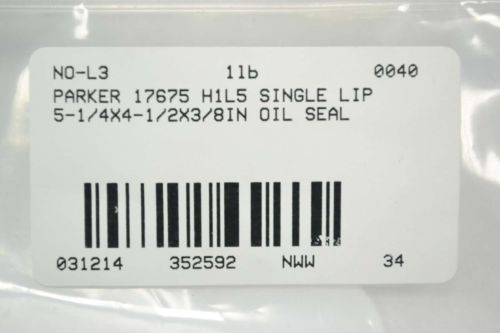 NO-L3 1lb 0040
PARKER 17675 H1L5 SINGLE LIP
5-1/4X4-1/2X3/8IN OIL SEAL
031214 352592 NWW 34